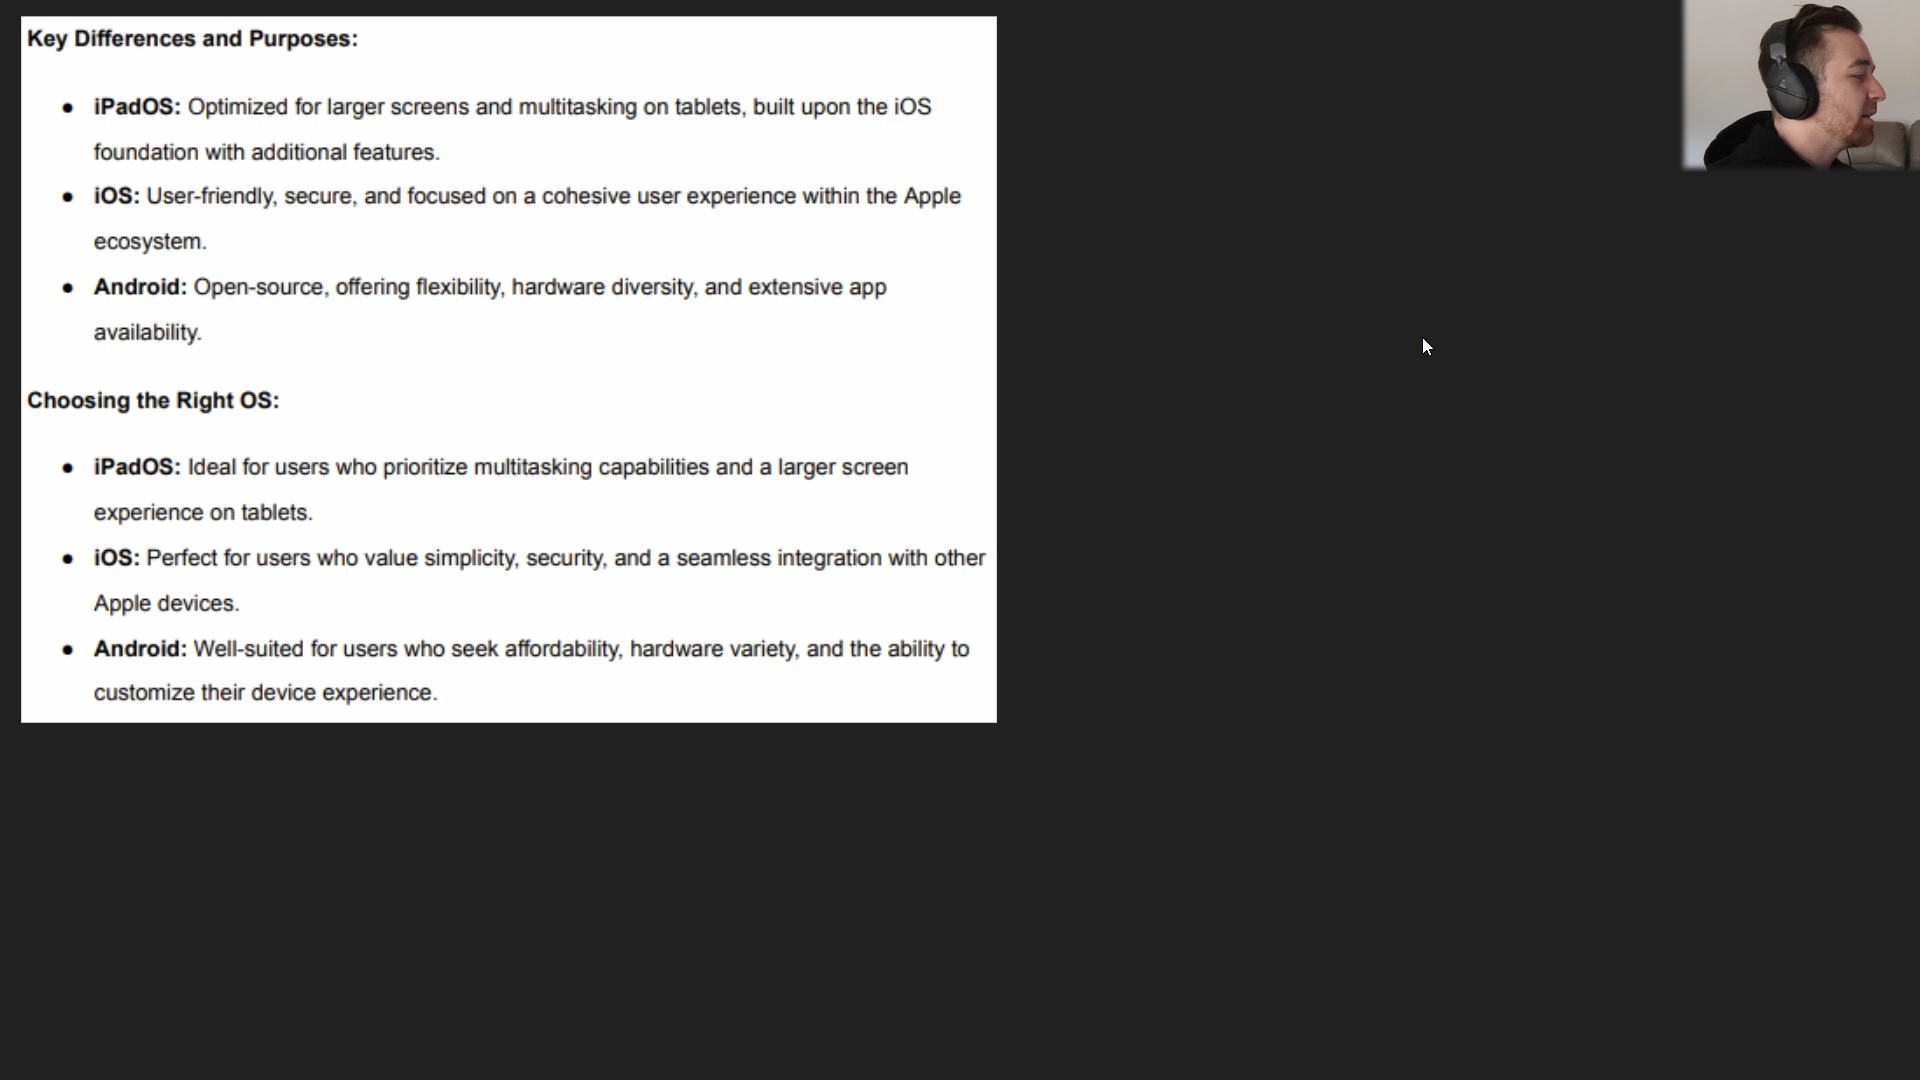 Key Differences and Purposes:
● iPadOS: Optimized for larger screens and multitasking on tablets, built upon the iOS
foundation with additional features.
● iOS: User-friendly, secure, and focused on a cohesive user experience within the Apple
ecosystem.
● Android: Open-source, offering flexibility, hardware diversity, and extensive app
availability.
Choosing the Right OS:
● iPadOS: Ideal for users who prioritize multitasking capabilities and a larger screen
experience on tablets.
● iOS: Perfect for users who value simplicity, security, and a seamless integration with other
Apple devices.
● Android: Well-suited for users who seek affordability, hardware variety, and the ability to
customize their device experience.